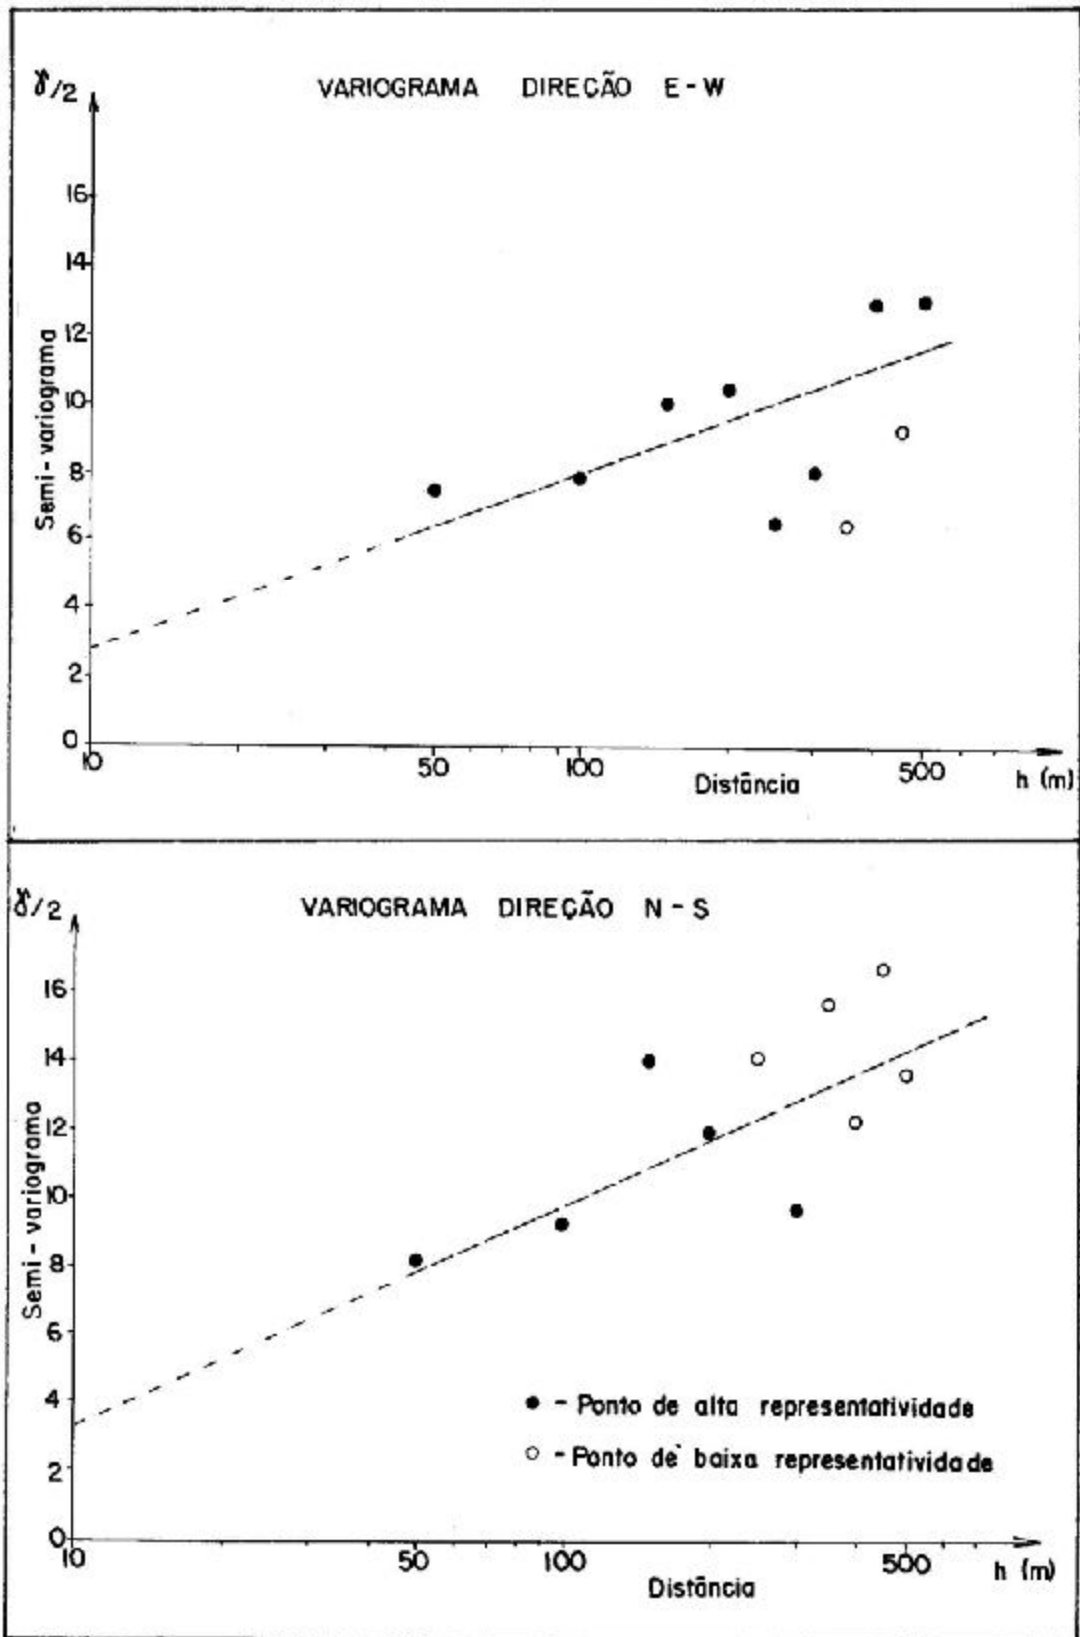 γ/2
VARIOGRAMA DIREÇÃO E-W
16
14
12
10
8
6
4
2
0
Semi-variograma
10
50
100
500
Distância
h (m)
γ/2
VARIOGRAMA DIREÇÃO N-S
16
14
12
10
8
6
4
2
0
Semi-variograma
● - Ponto de alta representatividade
○ - Ponto de baixa representatividade
10
50
100
500
Distância
h (m)